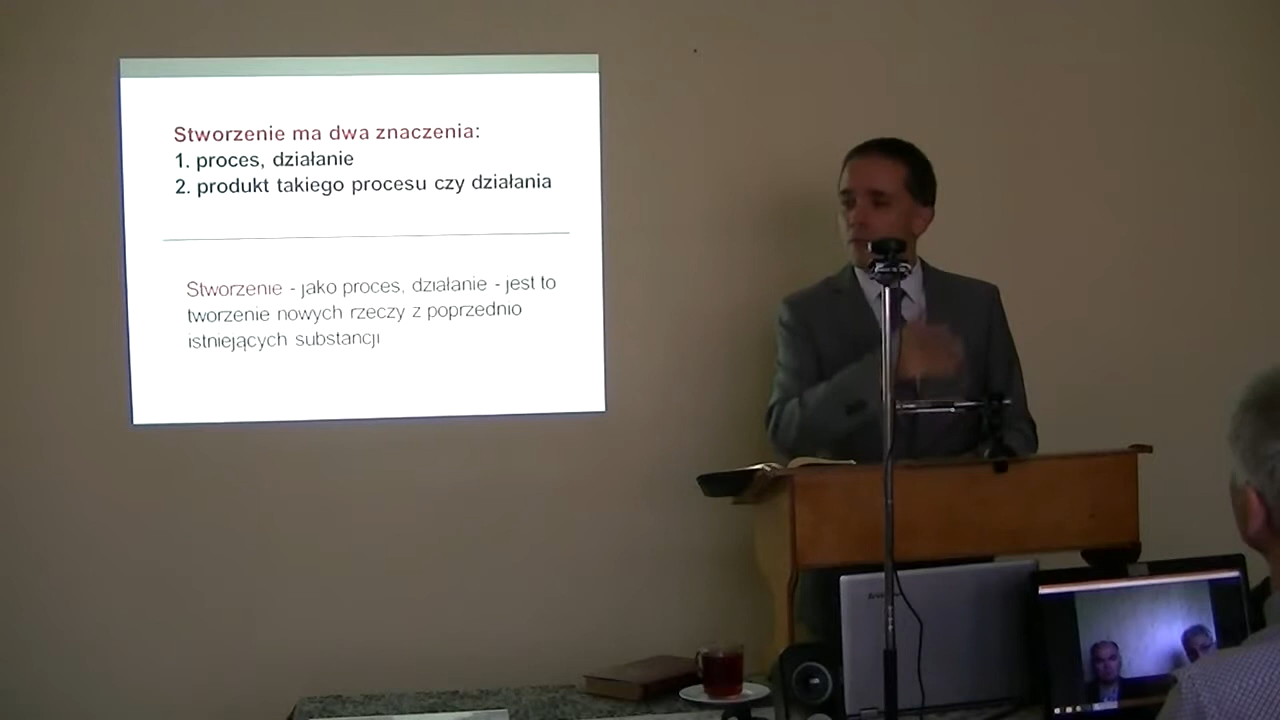 Stworzenie ma dwa znaczenia:
1. proces, działanie
2. produkt takiego procesu czy działania
Stworzenie - jako proces, działanie - jest to
tworzenie nowych rzeczy z poprzednio
istniejących substancji